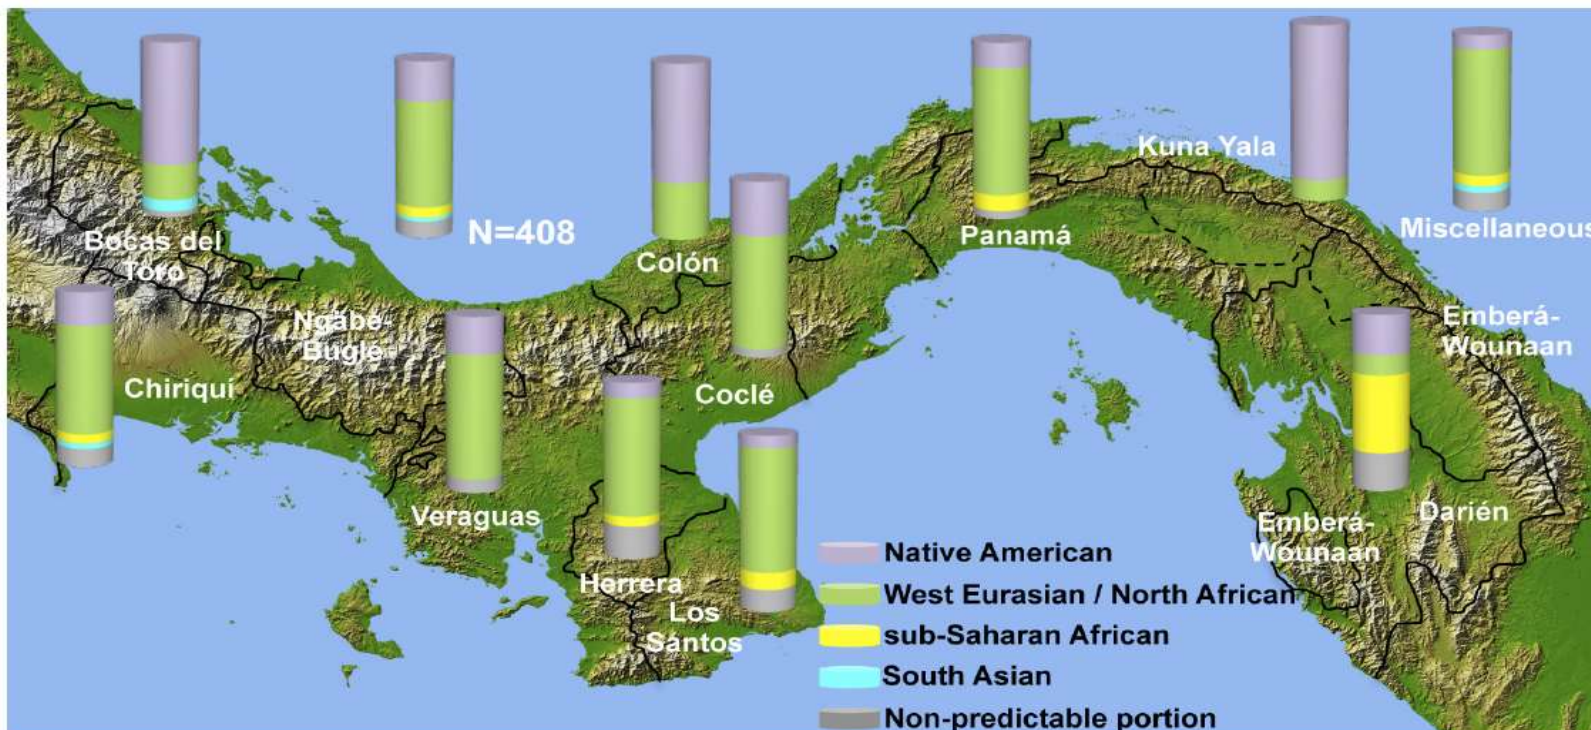 Kuna Yala
Miscellaneous
N=408
Bocas del
Toro
Colón
Panamá
Ngäbe-
Buglé
Emberá-
Wounaan
Chiriquí
Coclé
Veraguas
Darién
Emberá-
Wounaan
Herrera
Los
Sántos
Native American
West Eurasian / North African
sub-Saharan African
South Asian
Non-predictable portion